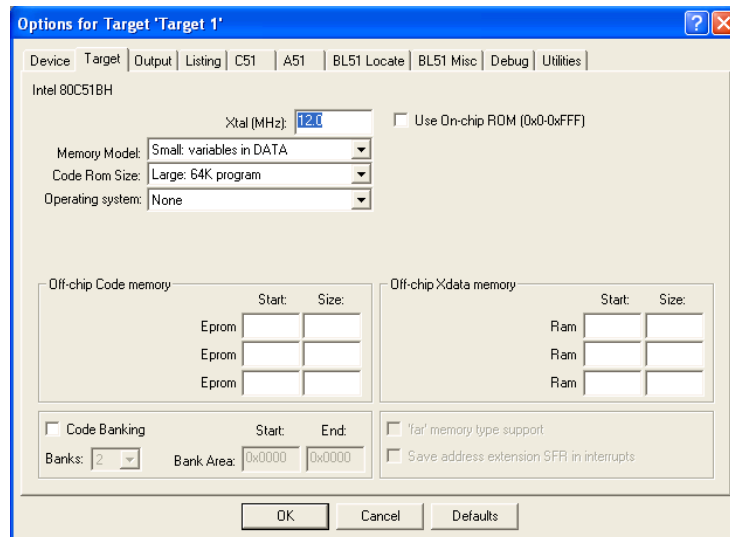 Options for Target 'Target 1'
Device Target Output Listing C51 A51 BL51 Locate BL51 Misc Debug Utilities
Intel 80C51BH
Xtal (MHz): 12.0 Use On-chip ROM (0x0-0xFFF)
Memory Model: Small: variables in DATA
Code Rom Size: Large: 64K program
Operating system: None
Off-chip Code memory Off-chip Xdata memory
Start: Size: Start: Size:
Eprom Ram
Eprom Ram
Eprom Ram
Code Banking Start: End: 'far' memory type support
Banks: 2 Bank Area: 0x0000 0x0000 Save address extension SFR in interrupts
OK Cancel Defaults